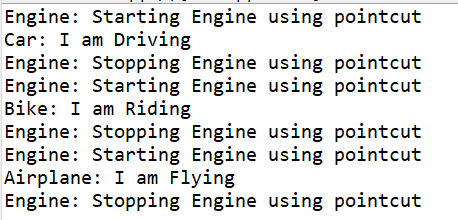 Engine: Starting Engine using pointcut
Car: I am Driving
Engine: Stopping Engine using pointcut
Engine: Starting Engine using pointcut
Bike: I am Riding
Engine: Stopping Engine using pointcut
Engine: Starting Engine using pointcut
Airplane: I am Flying
Engine: Stopping Engine using pointcut